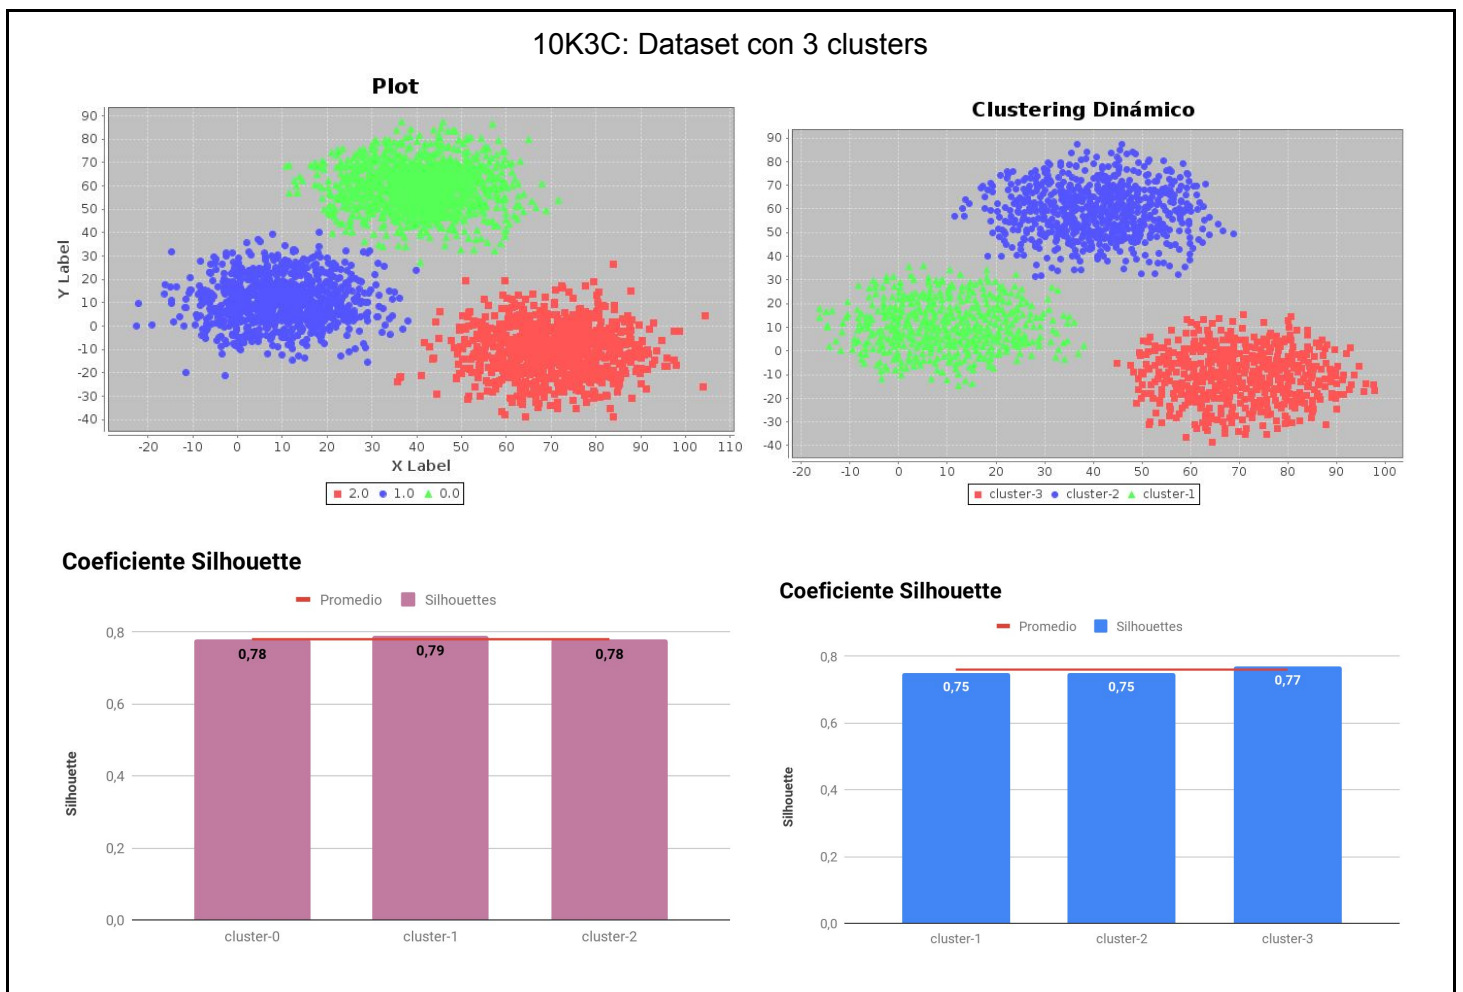 10K3C: Dataset con 3 clusters
Plot
90
80
70
60
50
40
30
20
10
0
-10
-20
-30
-40
Y Label
-20 -10 0 10 20 30 40 50 60 70 80 90 100 110
X Label
2.0 1.0 0.0
Clustering Dinámico
90
80
70
60
50
40
30
20
10
0
-10
-20
-30
-40
-20 -10 0 10 20 30 40 50 60 70 80 90 100
cluster-3 cluster-2 cluster-1
Coeficiente Silhouette
Promedio Silhouettes
0,8
0,6
0,4
0,2
0,0
Silhouette
0,78 0,79 0,78
cluster-0 cluster-1 cluster-2
Coeficiente Silhouette
Promedio Silhouettes
0,8
0,6
0,4
0,2
0,0
Silhouette
0,75 0,75 0,77
cluster-1 cluster-2 cluster-3